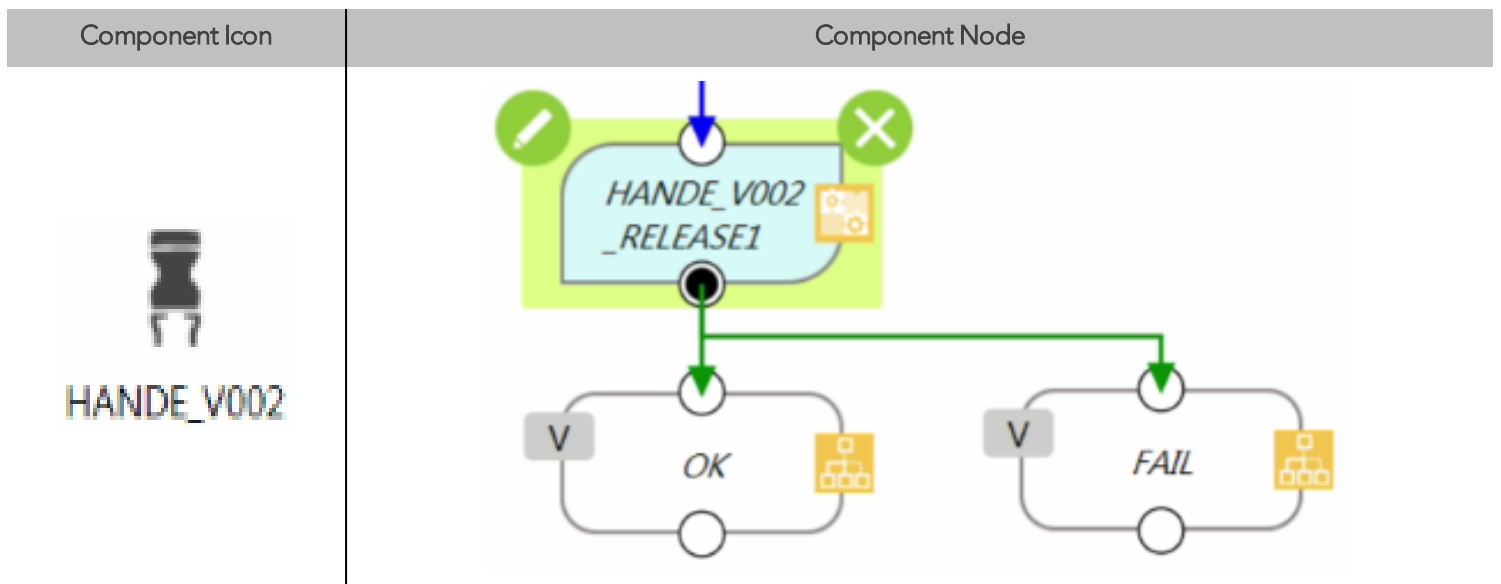 Component Icon
Component Node
HANDE_V002
HANDE_V002
_RELEASE1
V
OK
V
FAIL